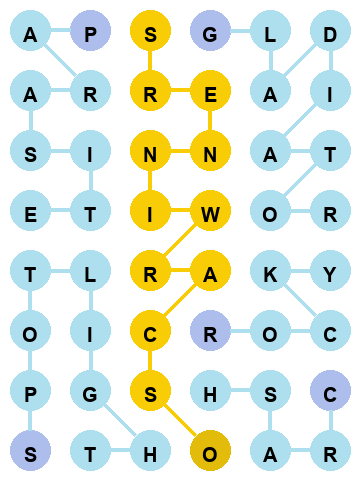 A P S G L D
A R R E A I
S I N N A T
E T I W O R
T L R A K Y
O I C R O C
P G S H S C
S T H O A R